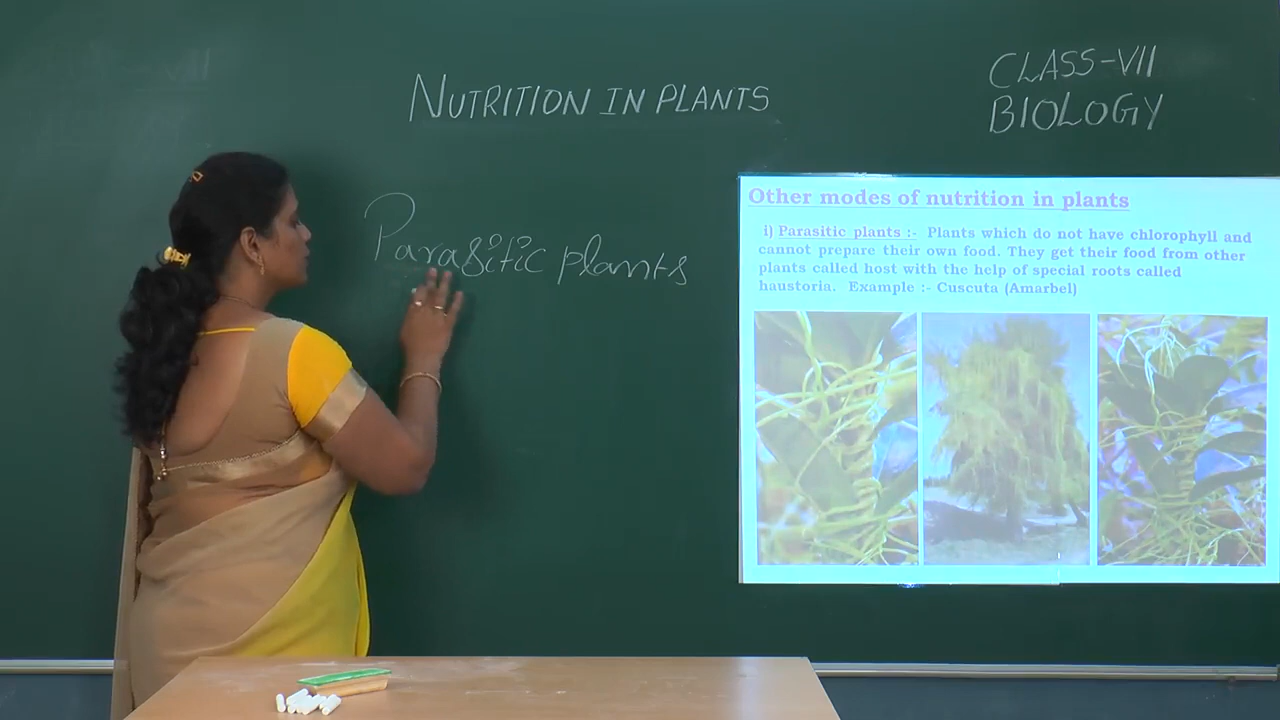 NUTRITION IN PLANTS
CLASS-VII
BIOLOGY
Parasitic plants
Other modes of nutrition in plants
i) Parasitic plants :- Plants which do not have chlorophyll and
cannot prepare their own food. They get their food from other
plants called host with the help of special roots called
haustoria. Example :- Cuscuta (Amarbel)